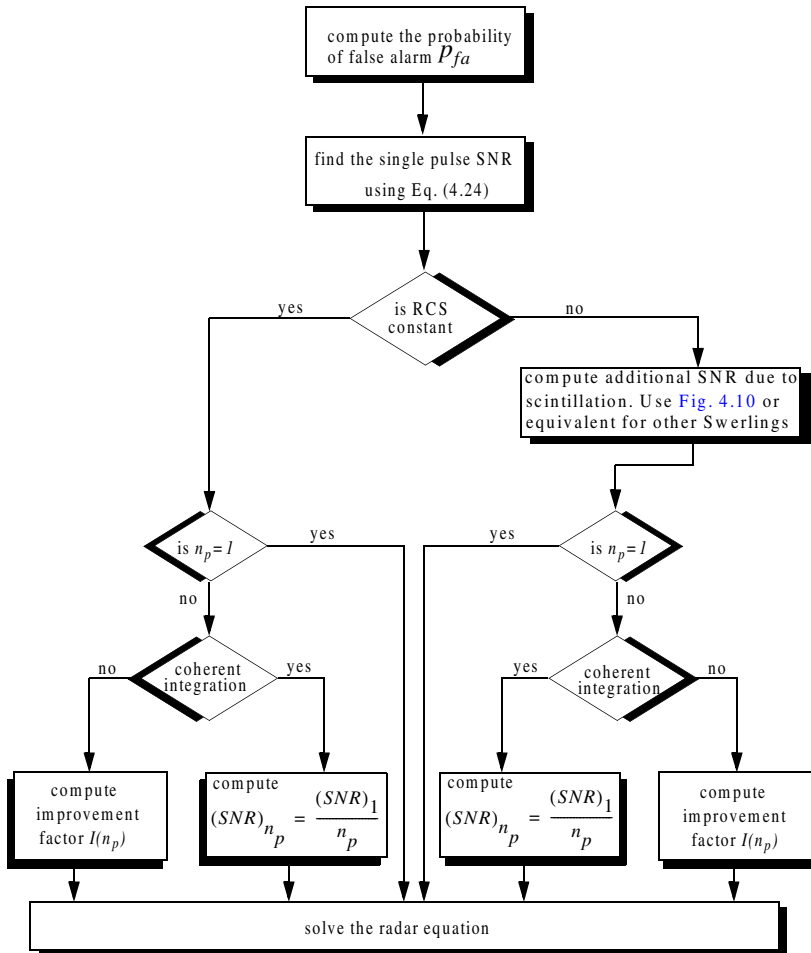 compute the probability
of false alarm p_fa
find the single pulse SNR
using Eq. (4.24)
is RCS
constant
yes
no
compute additional SNR due to
scintillation. Use Fig. 4.10 or
equivalent for other Swerlings
is n_p = 1
yes
yes
is n_p = 1
no
no
no
coherent
integration
yes
yes
coherent
integration
no
compute
improvement
factor I(n_p)
compute
(SNR)_{n_p} = (SNR)_1 / n_p
compute
(SNR)_{n_p} = (SNR)_1 / n_p
compute
improvement
factor I(n_p)
solve the radar equation